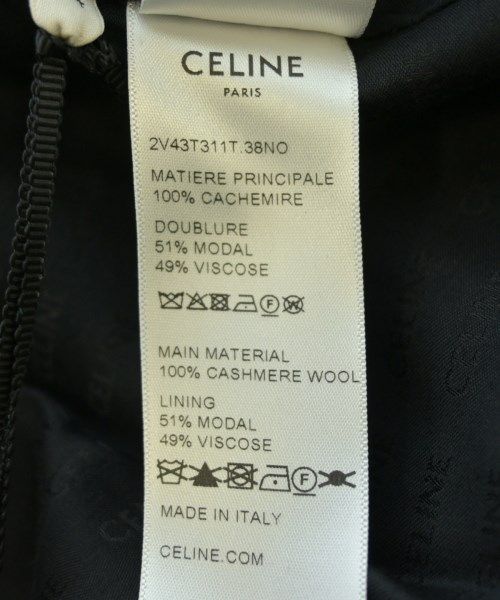 CELINE
PARIS
2V43T311T.38NO
MATIERE PRINCIPALE
100% CACHEMIRE
DOUBLURE
51% MODAL
49% VISCOSE
F W
MAIN MATERIAL
100% CASHMERE WOOL
LINING
51% MODAL
49% VISCOSE
F
MADE IN ITALY
CELINE.COM
CELINE